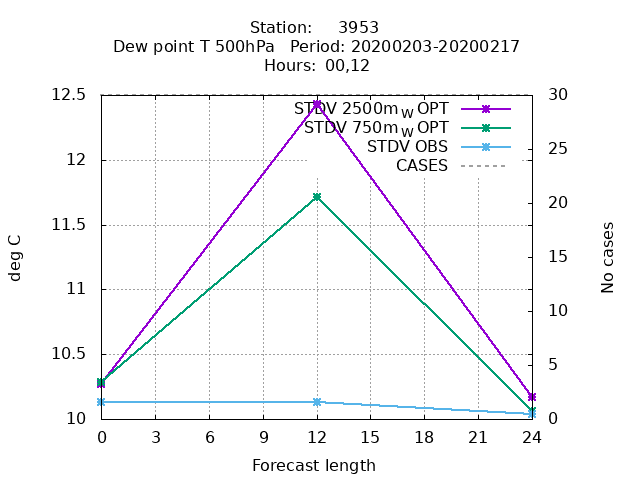 Station: 3953
Dew point T 500hPa Period: 20200203-20200217
Hours: 00,12
12.5
12
11.5
11
10.5
10
deg C
30
25
20
15
10
5
0
No cases
STDV 2500m_W OPT
STDV 750m_W OPT
STDV OBS
CASES
0 3 6 9 12 15 18 21 24
Forecast length